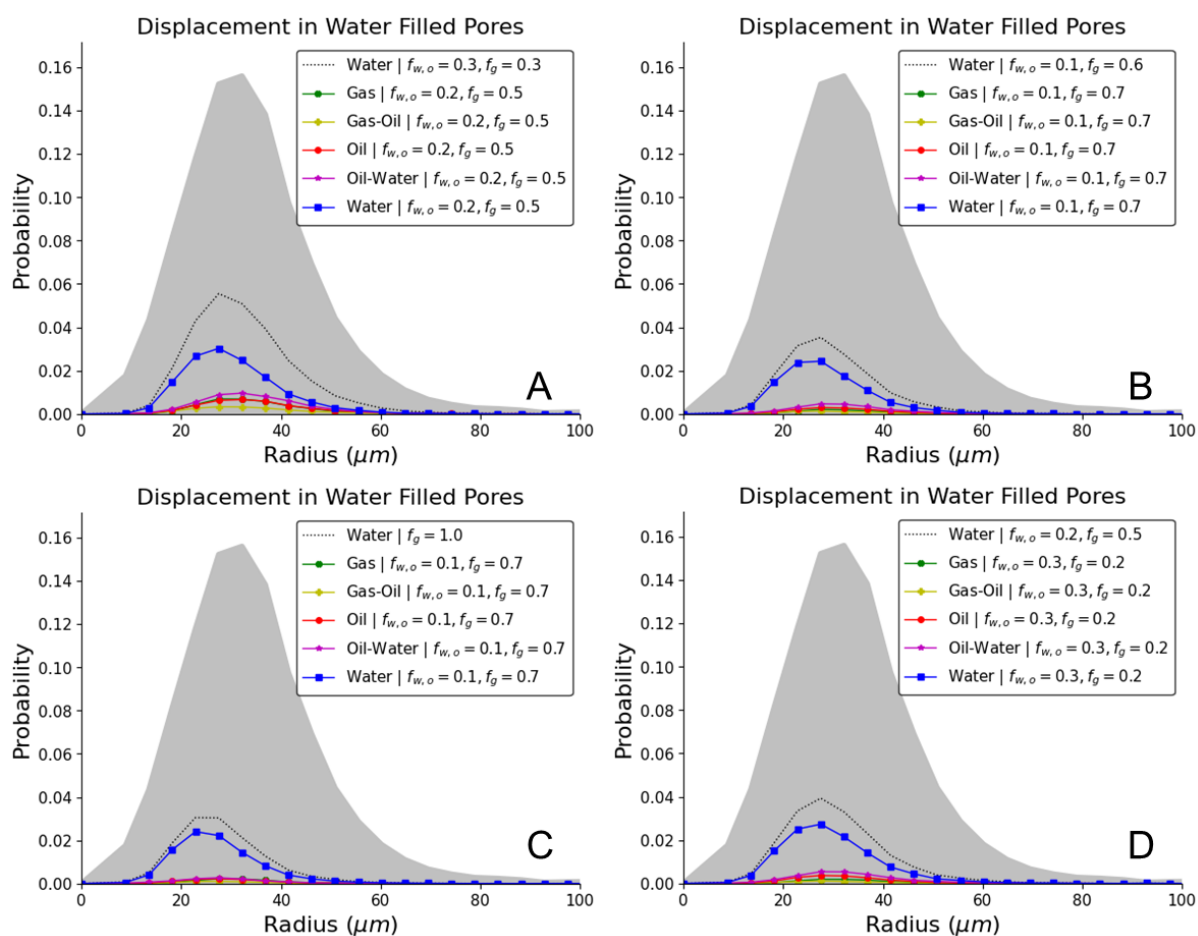 Displacement in Water Filled Pores
Probability
0.16
0.14
0.12
0.10
0.08
0.06
0.04
0.02
0.00
Water | f_{w,o} = 0.3, f_g = 0.3
Gas | f_{w,o} = 0.2, f_g = 0.5
Gas-Oil | f_{w,o} = 0.2, f_g = 0.5
Oil | f_{w,o} = 0.2, f_g = 0.5
Oil-Water | f_{w,o} = 0.2, f_g = 0.5
Water | f_{w,o} = 0.2, f_g = 0.5
A
0 20 40 60 80 100
Radius (μm)
Displacement in Water Filled Pores
Probability
0.16
0.14
0.12
0.10
0.08
0.06
0.04
0.02
0.00
Water | f_{w,o} = 0.1, f_g = 0.6
Gas | f_{w,o} = 0.1, f_g = 0.7
Gas-Oil | f_{w,o} = 0.1, f_g = 0.7
Oil | f_{w,o} = 0.1, f_g = 0.7
Oil-Water | f_{w,o} = 0.1, f_g = 0.7
Water | f_{w,o} = 0.1, f_g = 0.7
B
0 20 40 60 80 100
Radius (μm)
Displacement in Water Filled Pores
Probability
0.16
0.14
0.12
0.10
0.08
0.06
0.04
0.02
0.00
Water | f_g = 1.0
Gas | f_{w,o} = 0.1, f_g = 0.7
Gas-Oil | f_{w,o} = 0.1, f_g = 0.7
Oil | f_{w,o} = 0.1, f_g = 0.7
Oil-Water | f_{w,o} = 0.1, f_g = 0.7
Water | f_{w,o} = 0.1, f_g = 0.7
C
0 20 40 60 80 100
Radius (μm)
Displacement in Water Filled Pores
Probability
0.16
0.14
0.12
0.10
0.08
0.06
0.04
0.02
0.00
Water | f_{w,o} = 0.2, f_g = 0.5
Gas | f_{w,o} = 0.3, f_g = 0.2
Gas-Oil | f_{w,o} = 0.3, f_g = 0.2
Oil | f_{w,o} = 0.3, f_g = 0.2
Oil-Water | f_{w,o} = 0.3, f_g = 0.2
Water | f_{w,o} = 0.3, f_g = 0.2
D
0 20 40 60 80 100
Radius (μm)